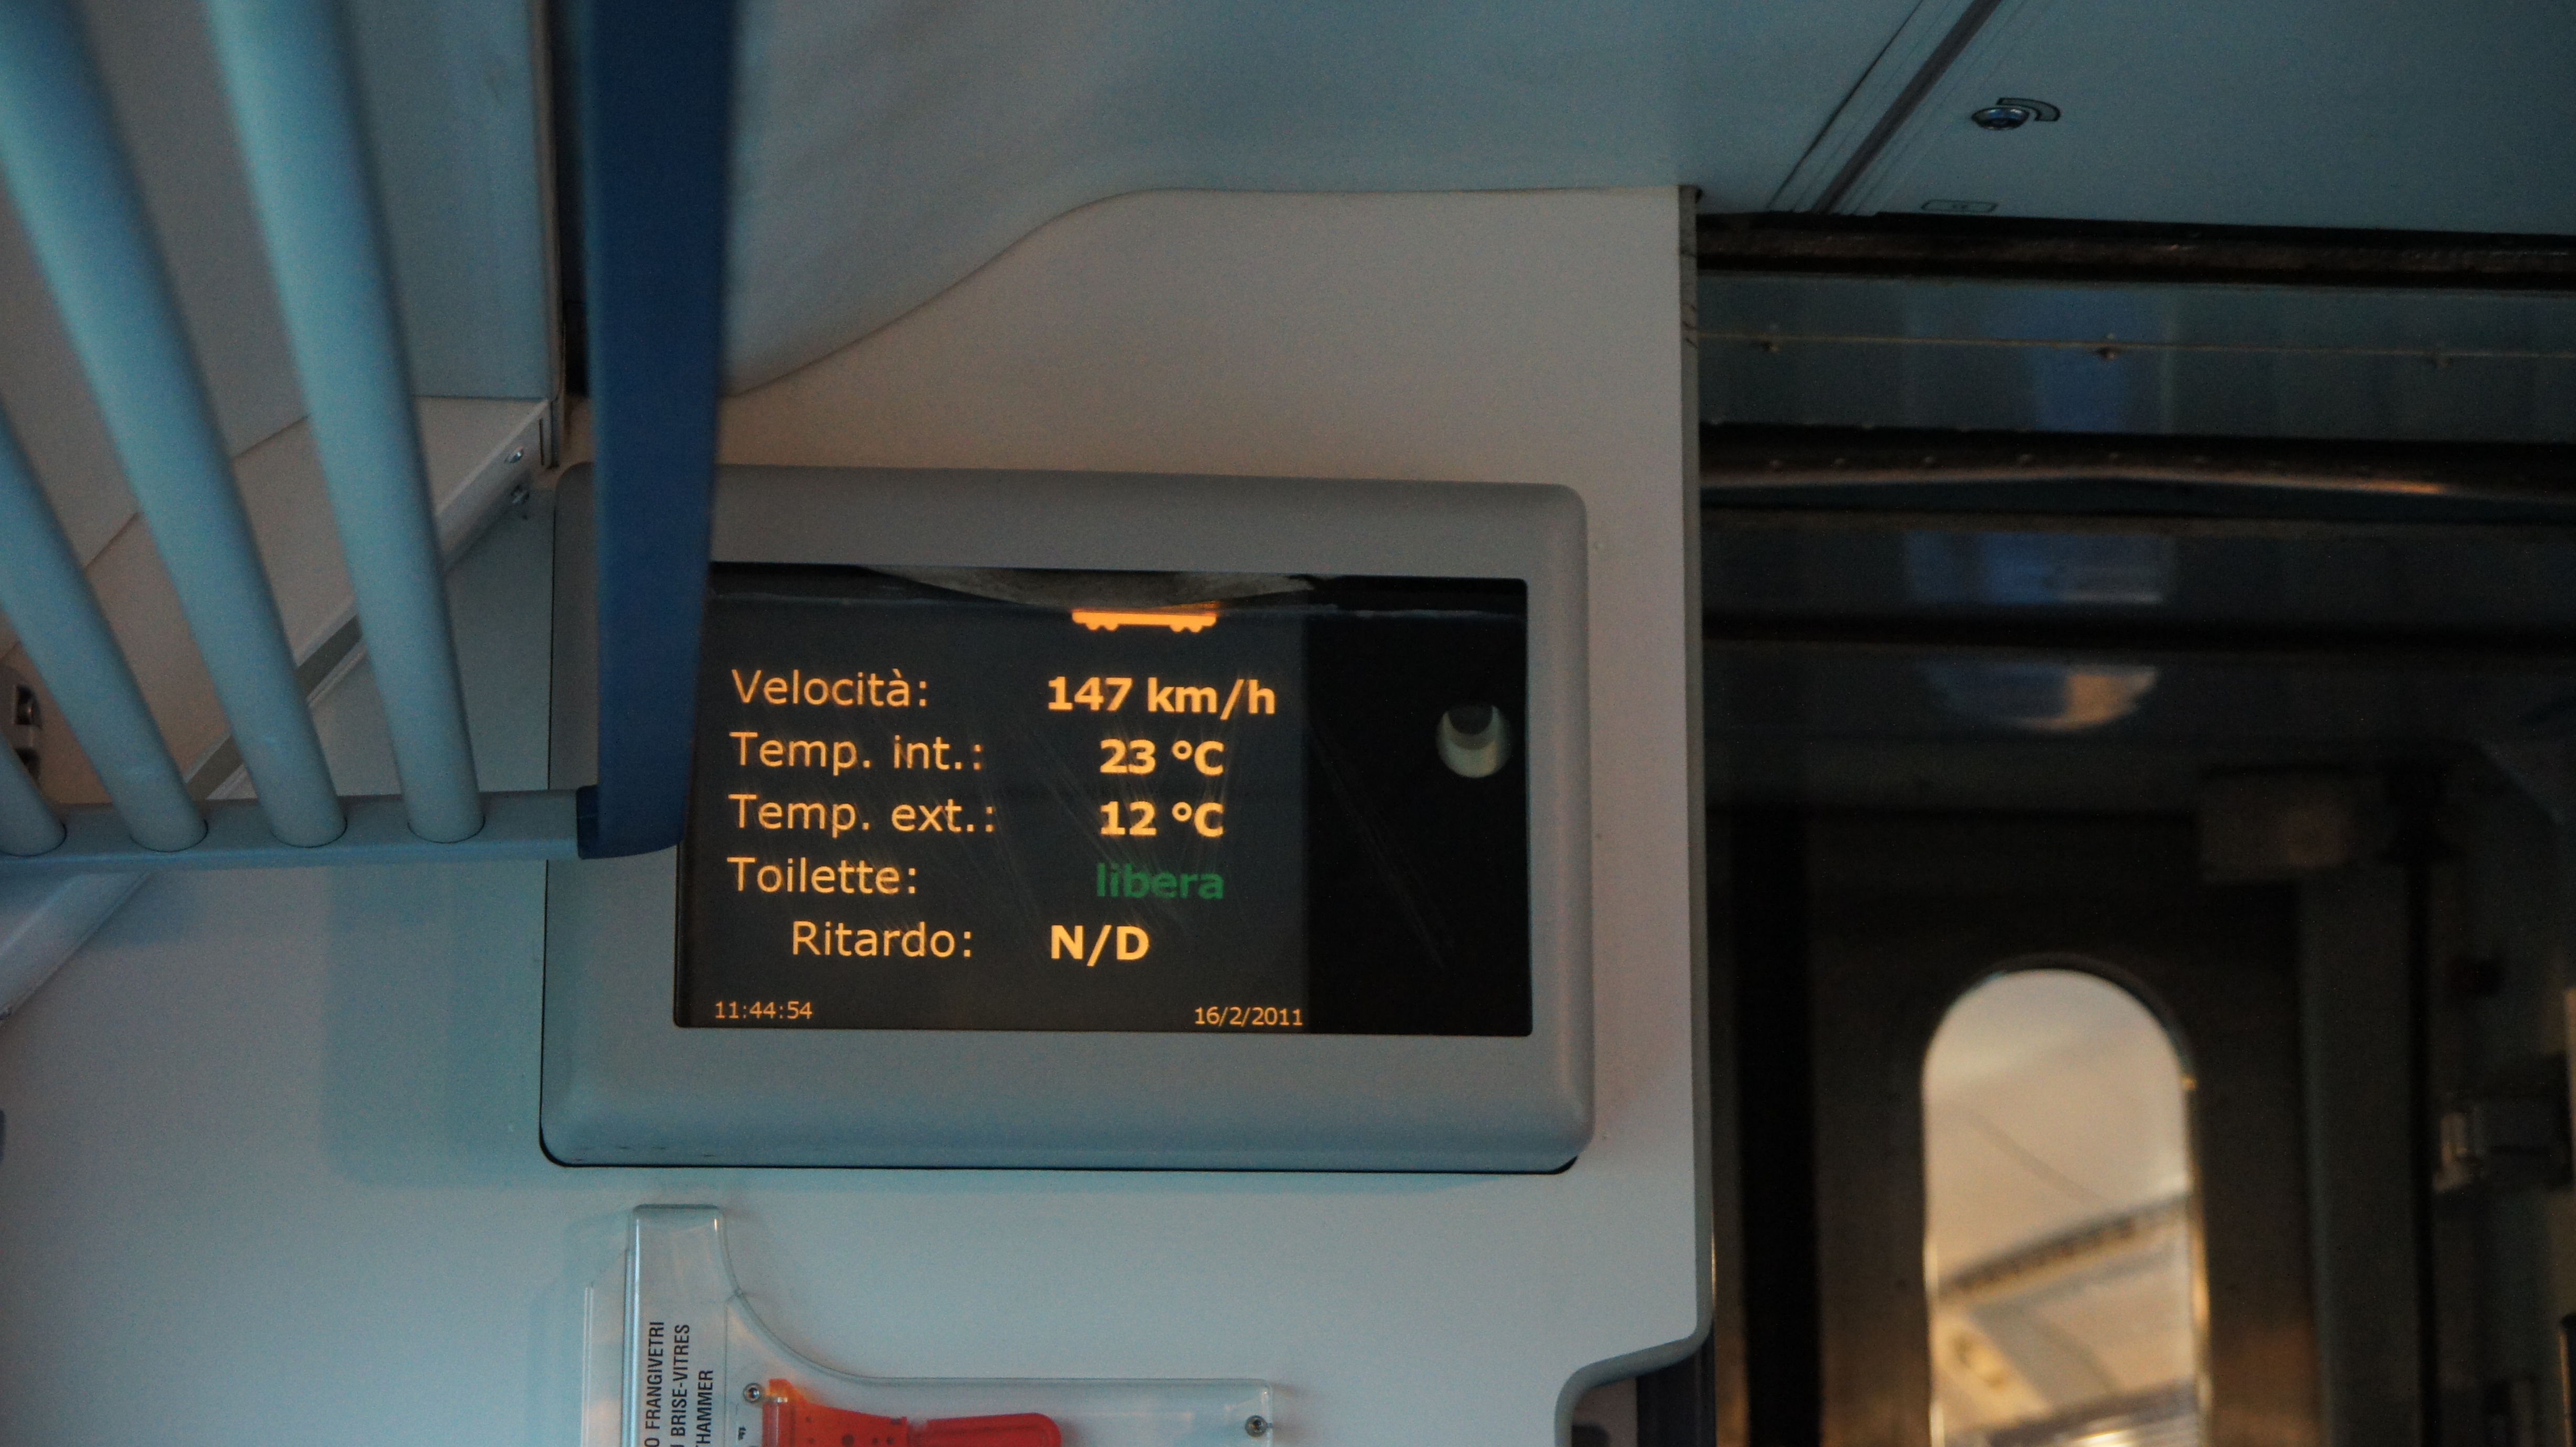 Velocità: 147 km/h
Temp. int.: 23 °C
Temp. ext.: 12 °C
Toilette: libera
Ritardo: N/D
11:44:54 16/2/2011
FRANGIVETRI
BRISE-VITRES